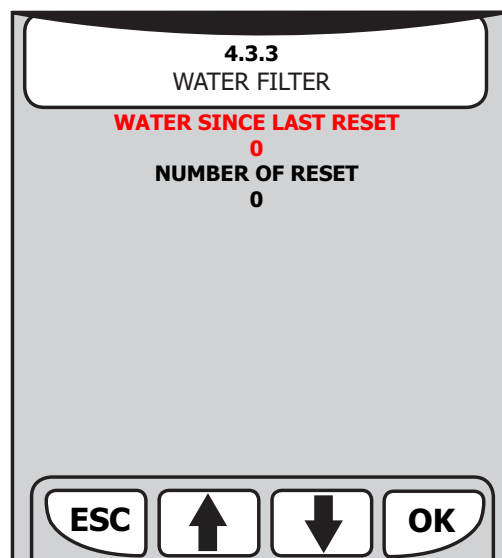 4.3.3
WATER FILTER
WATER SINCE LAST RESET
0
NUMBER OF RESET
0
ESC OK